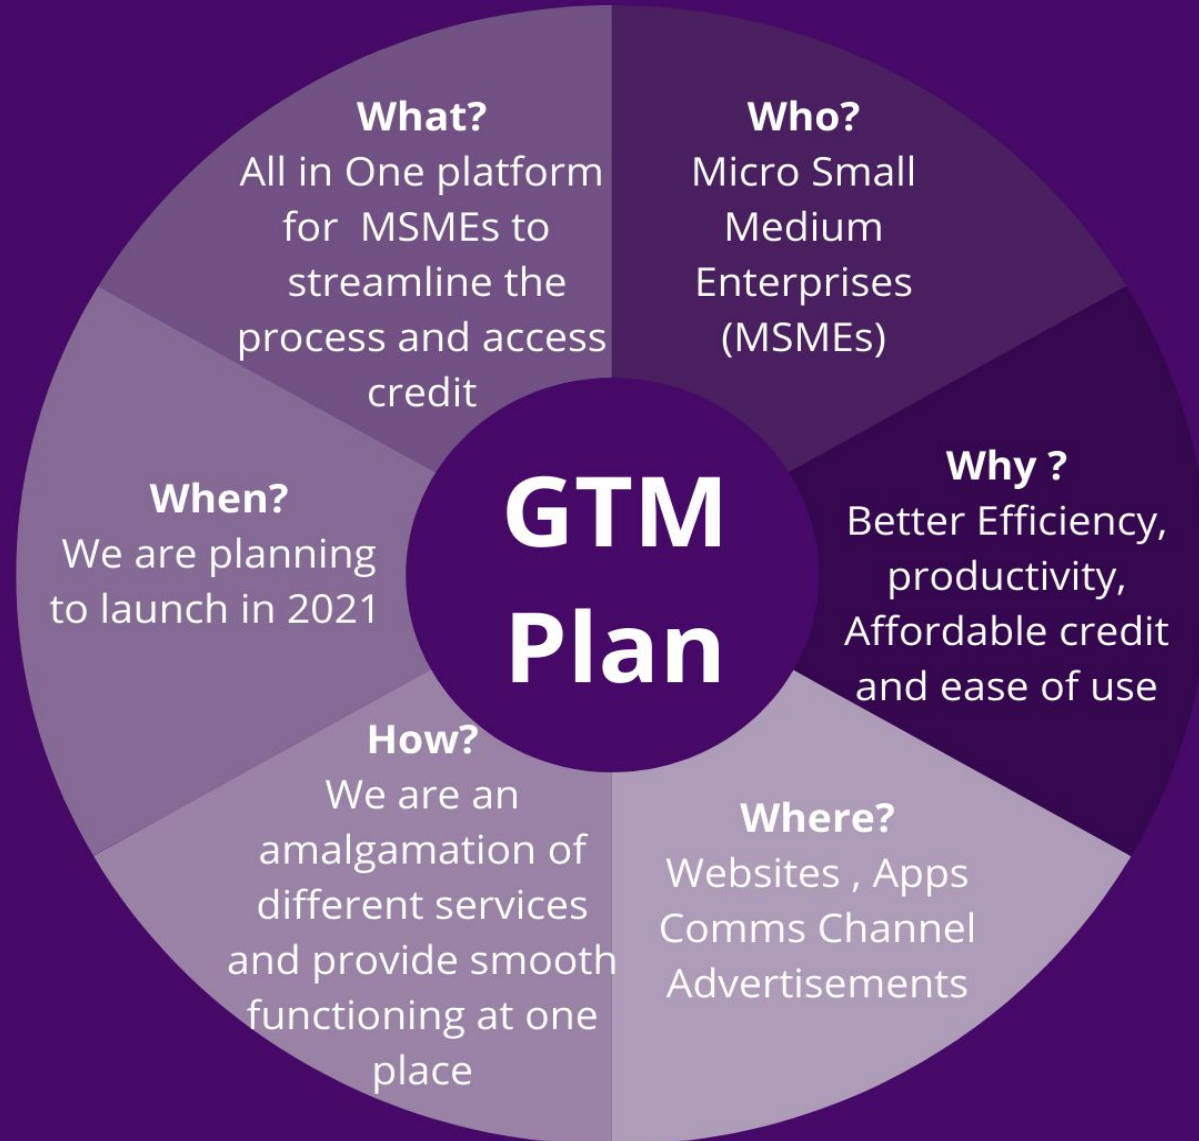 What?
All in One platform
for  MSMEs to
streamline the
process and access
credit
Who?
Micro Small
Medium
Enterprises
(MSMEs)
Why ?
Better Efficiency,
productivity,
Affordable credit
and ease of use
Where?
Websites , Apps
Comms Channel
Advertisements
How?
We are an
amalgamation of
different services
and provide smooth
functioning at one
place
When?
We are planning
to launch in 2021
GTM
Plan